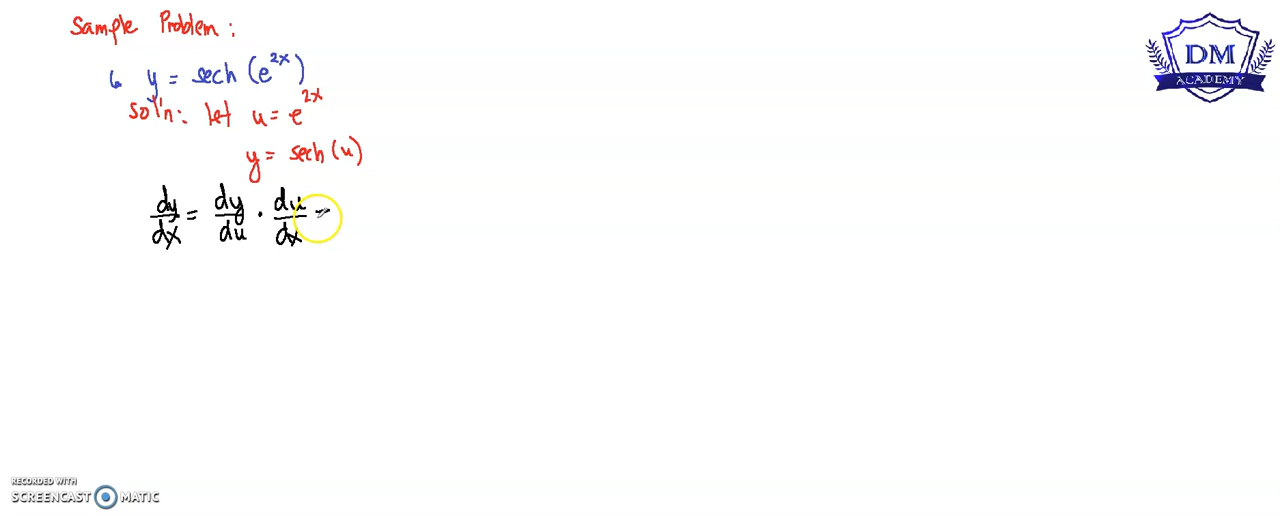 Sample Problem :
6 y = sech (e^2x)
Sol'n: let u = e^2x
y = sech (u)
dy/dx = dy/du · du/dx =
DM
ACADEMY
RECORDED WITH
SCREENCAST MATIC